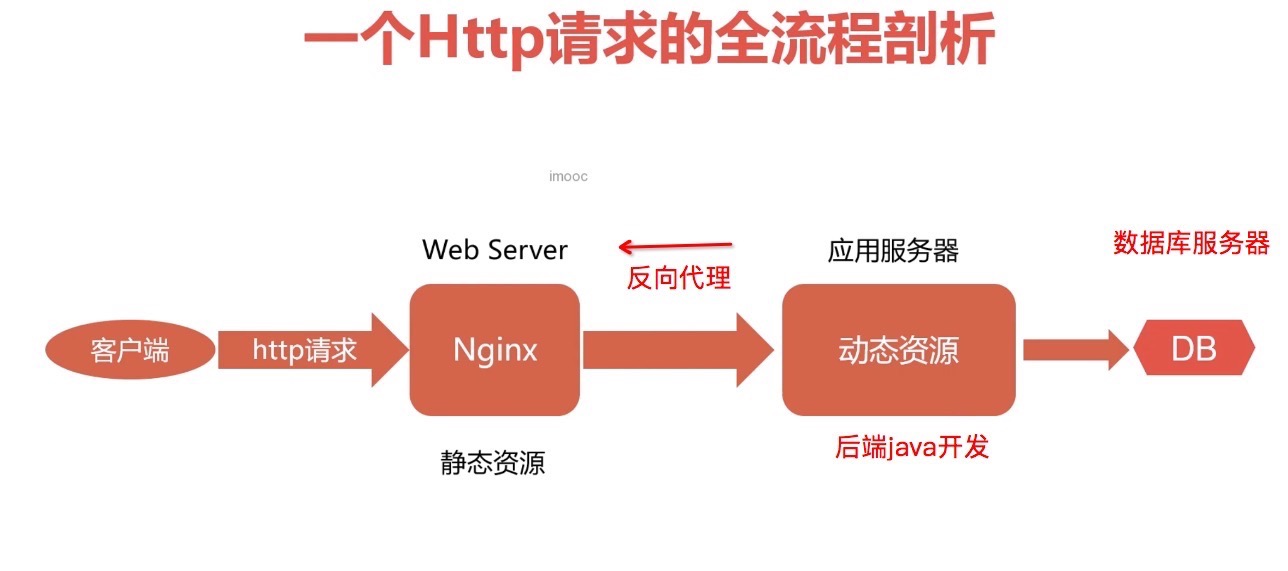 一个Http请求的全流程剖析
imooc
Web Server
应用服务器
数据库服务器
反向代理
客户端
http请求
Nginx
动态资源
DB
静态资源
后端java开发